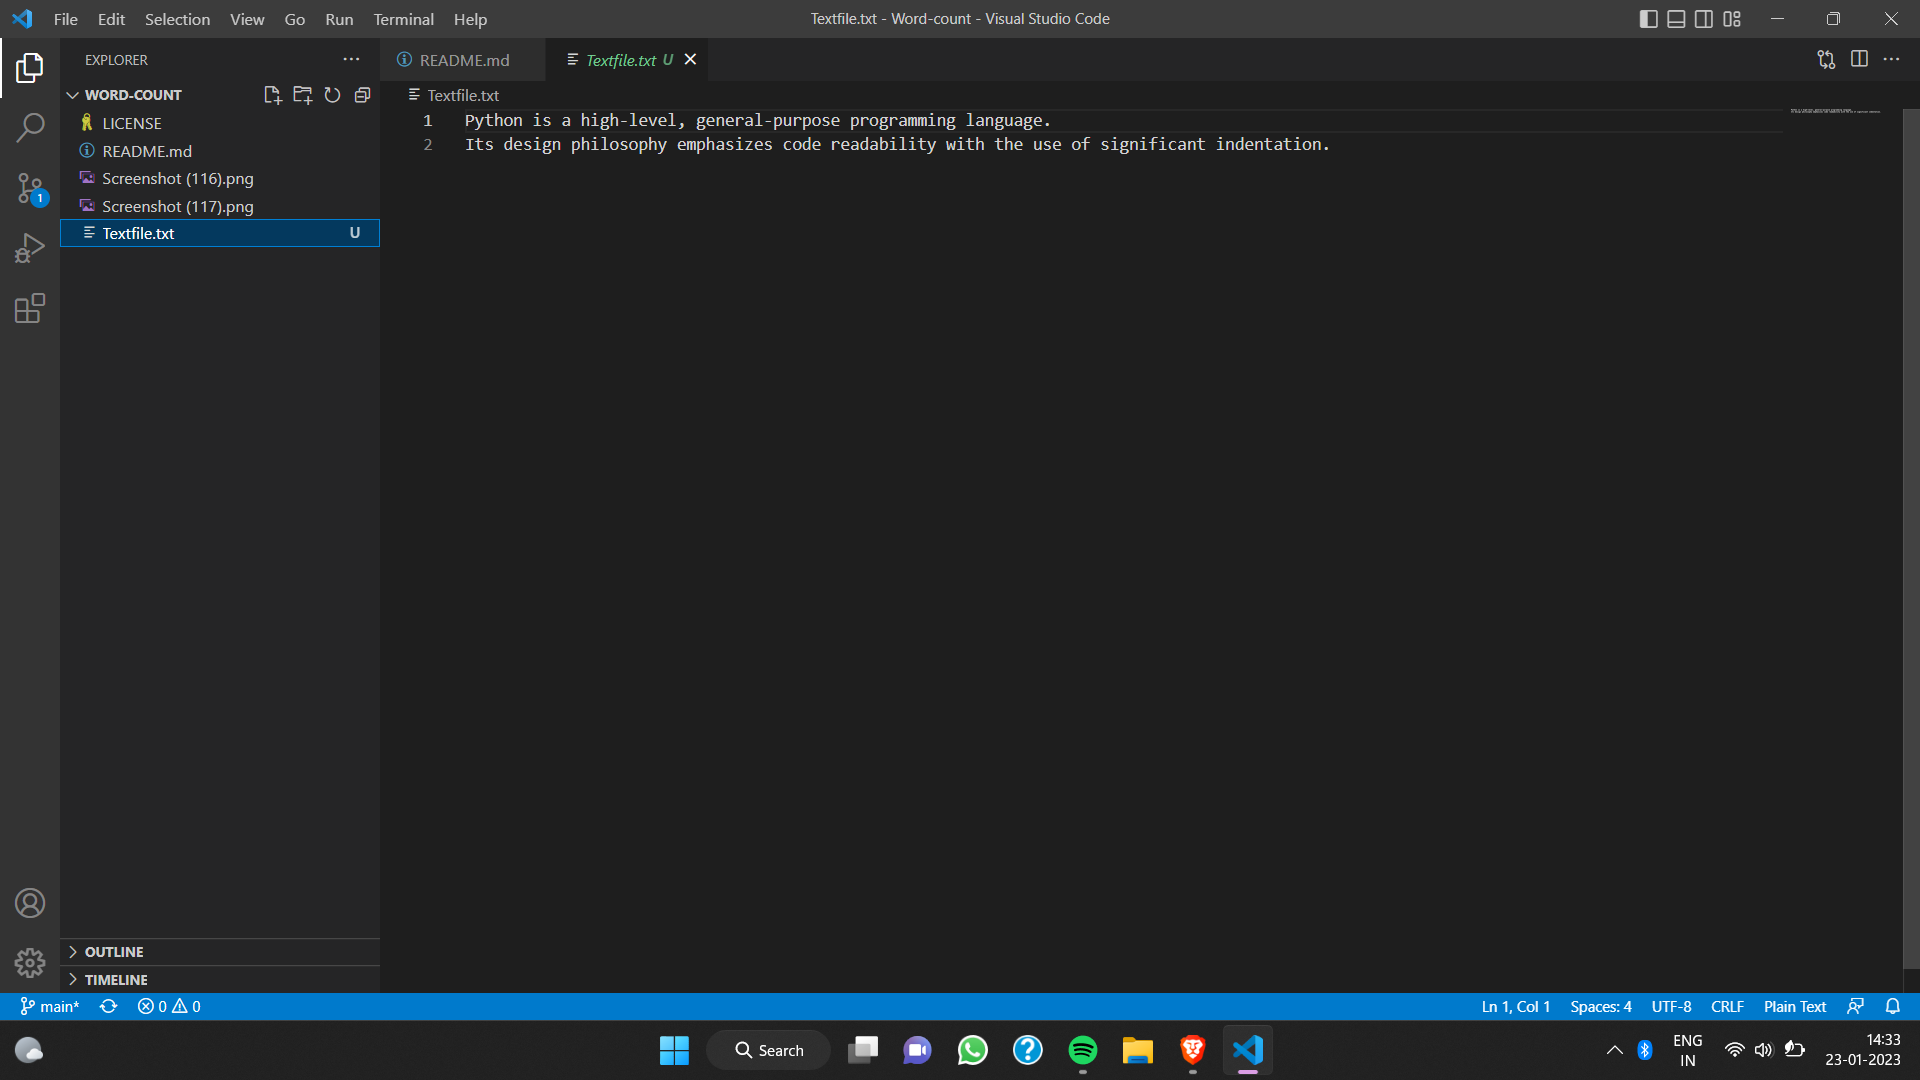 File Edit Selection View Go Run Terminal Help
Textfile.txt - Word-count - Visual Studio Code
EXPLORER
README.md
Textfile.txt U
WORD-COUNT
LICENSE
README.md
Screenshot (116).png
Screenshot (117).png
Textfile.txt U
1
Textfile.txt
1 Python is a high-level, general-purpose programming language.
2 Its design philosophy emphasizes code readability with the use of significant indentation.
OUTLINE
TIMELINE
main* 0 0
Ln 1, Col 1 Spaces: 4 UTF-8 CRLF Plain Text
Search
ENG
IN
14:33
23-01-2023